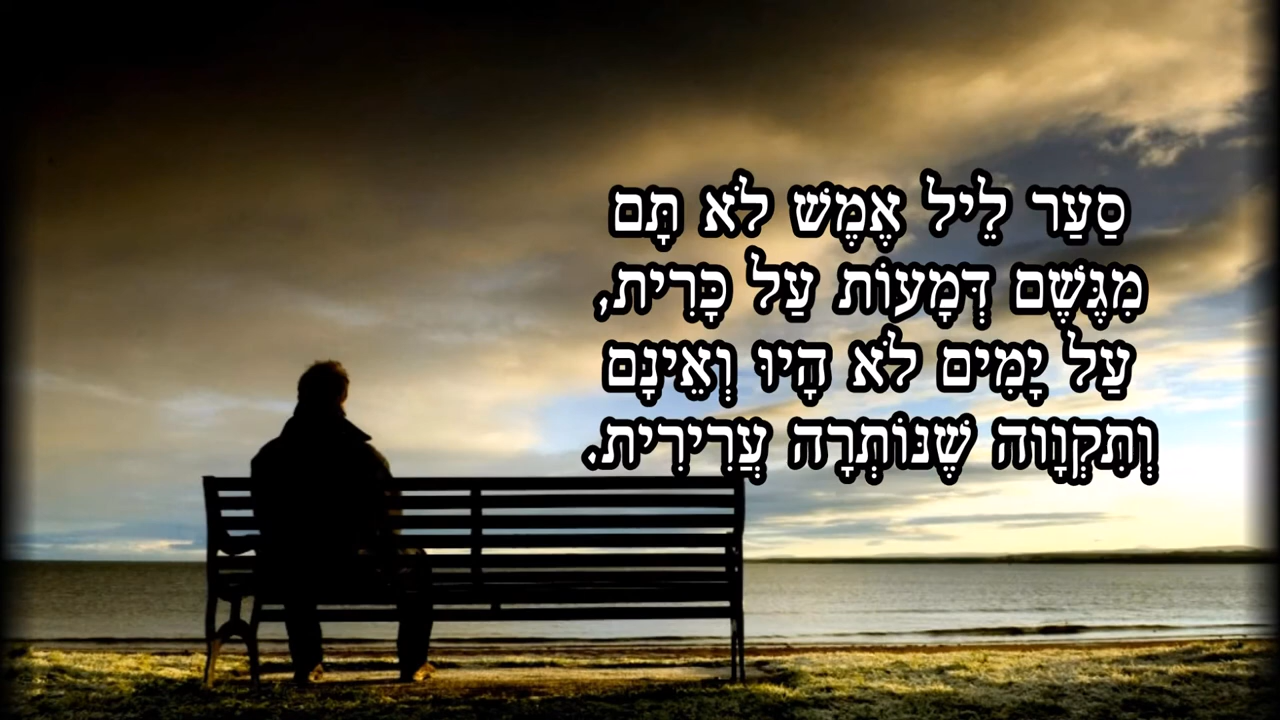 סַעַר לֵיל אֶמֶשׁ לֹא תָּם
מִגֶּשֶׁם דְּמָעוֹת עַל כָּרִית,
עַל יָמִים לֹא הָיוּ וְאֵינָם
וְתִקְוָוה שֶׁנּוֹתְרָה עֲרִירִית.